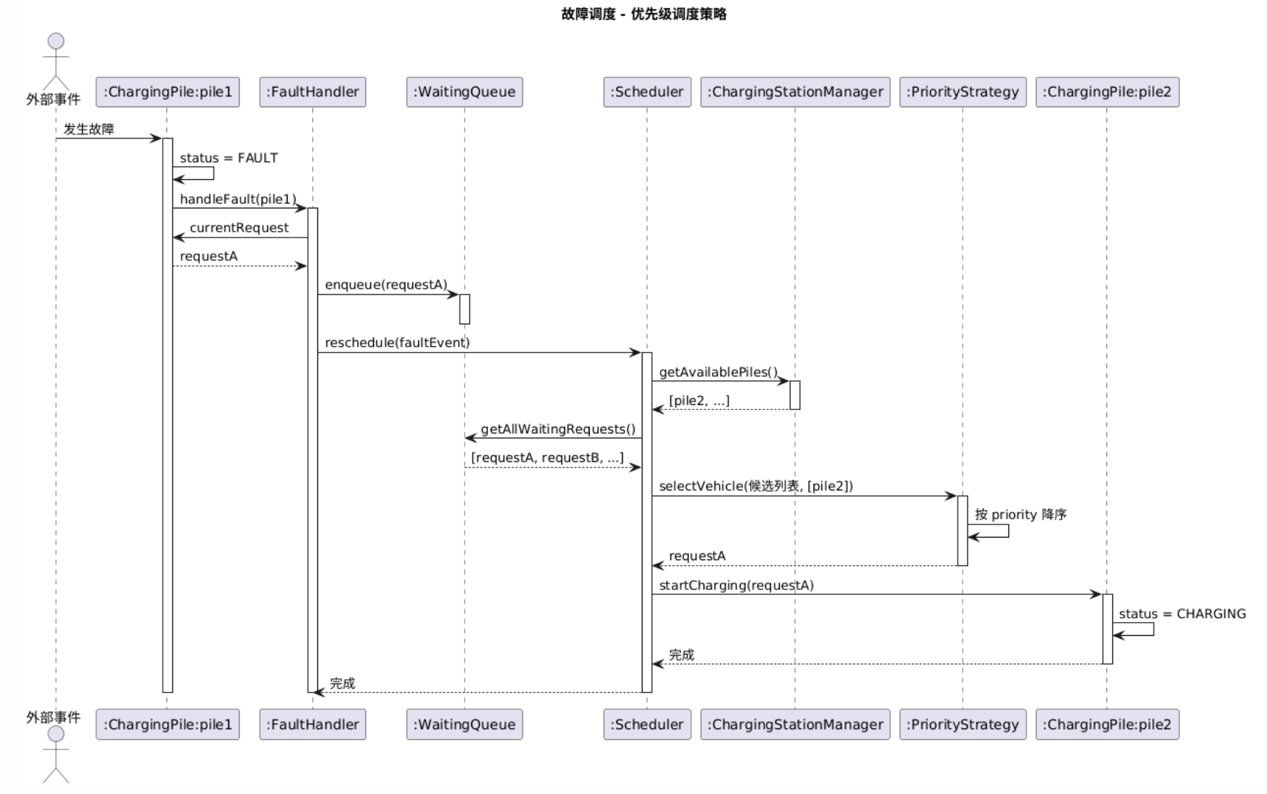 故障调度 - 优先级调度策略
外部事件
:ChargingPile:pile1
:FaultHandler
:WaitingQueue
:Scheduler
:ChargingStationManager
:PriorityStrategy
:ChargingPile:pile2
发生故障
status = FAULT
handleFault(pile1)
currentRequest
requestA
enqueue(requestA)
reschedule(faultEvent)
getAvailablePiles()
[pile2, ...]
getAllWaitingRequests()
[requestA, requestB, ...]
selectVehicle(候选列表, [pile2])
按 priority 降序
requestA
startCharging(requestA)
status = CHARGING
完成
完成
外部事件
:ChargingPile:pile1
:FaultHandler
:WaitingQueue
:Scheduler
:ChargingStationManager
:PriorityStrategy
:ChargingPile:pile2